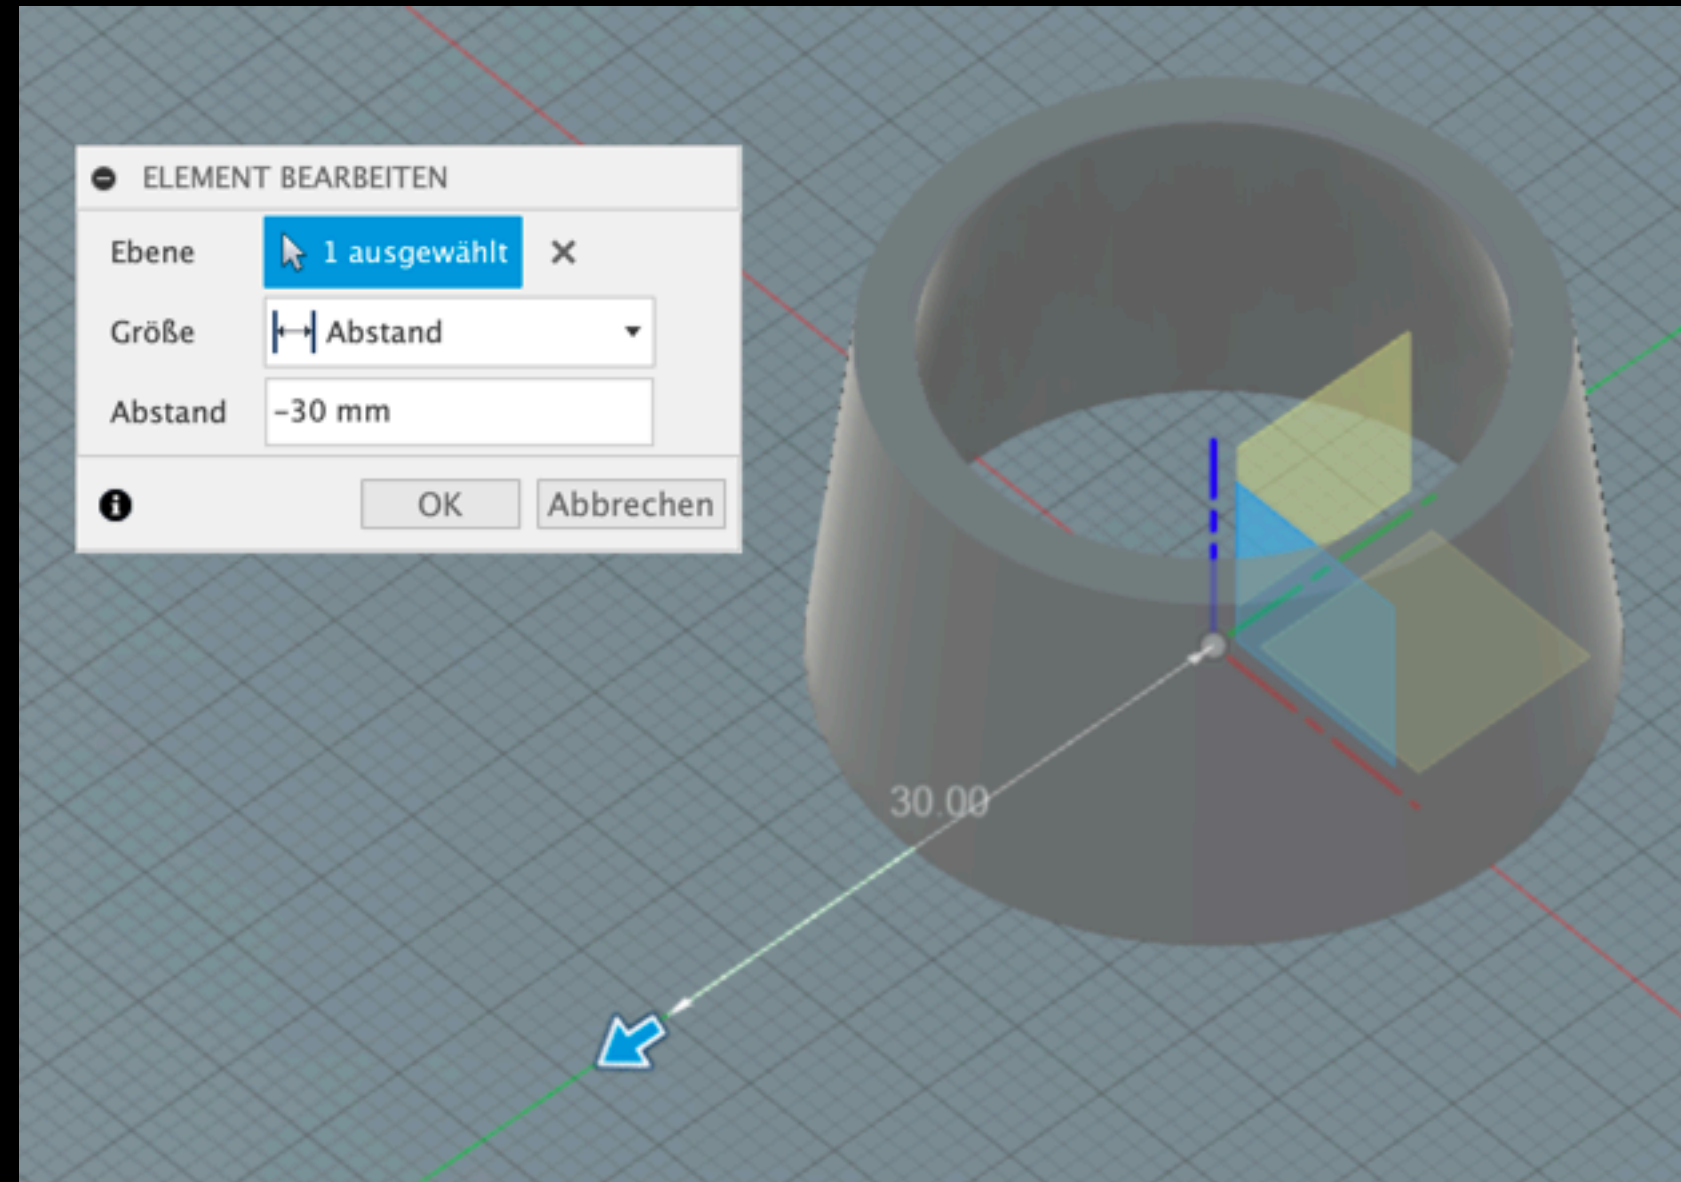 ELEMENT BEARBEITEN
Ebene 1 ausgewählt
Größe Abstand
Abstand -30 mm
OK Abbrechen
30.00